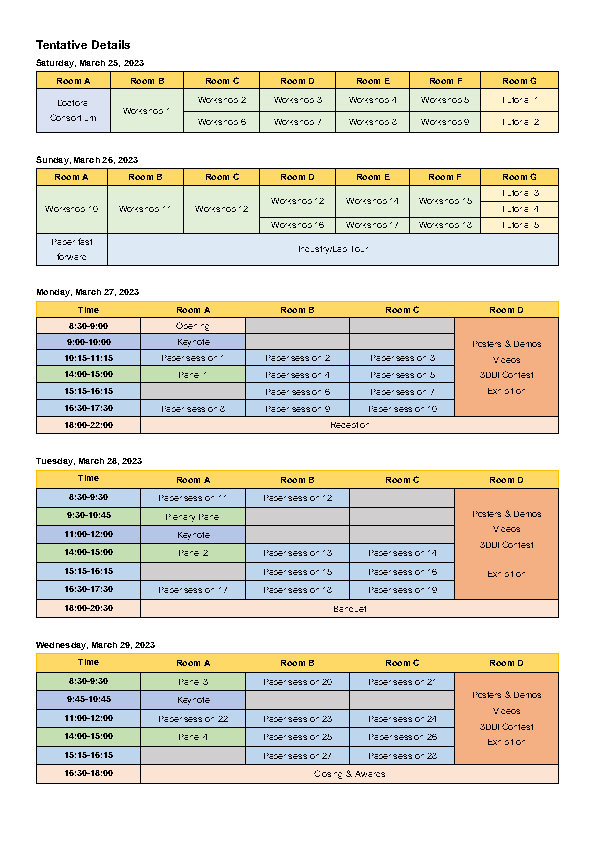 Tentative Details
Saturday, March 25, 2023
Room A Room B Room C Room D Room E Room F Room G
Doctoral Consortium Workshop 1 Workshop 2 Workshop 3 Workshop 4 Workshop 5 Tutorial 1
Workshop 6 Workshop 7 Workshop 8 Workshop 9 Tutorial 2
Sunday, March 26, 2023
Room A Room B Room C Room D Room E Room F Room G
Workshop 10 Workshop 11 Workshop 12 Workshop 12 Workshop 14 Workshop 15 Tutorial 3
Tutorial 4
Workshop 16 Workshop 17 Workshop 18 Tutorial 5
Paper fast forward Industry/Lab Tour
Monday, March 27, 2023
Time Room A Room B Room C Room D
8:30-9:00 Opening
9:00-10:00 Keynote
10:15-11:15 Paper session 1 Paper session 2 Paper session 3
14:00-15:00 Panel 1 Paper session 4 Paper session 5
15:15-16:15 Paper session 6 Paper session 7
16:30-17:30 Paper session 8 Paper session 9 Paper session 10
Posters & Demos
Videos
3DUI Contest
Exhibition
18:00-22:00 Reception
Tuesday, March 28, 2023
Time Room A Room B Room C Room D
8:30-9:30 Paper session 11 Paper session 12
9:30-10:45 Plenary Panel
11:00-12:00 Keynote
14:00-15:00 Panel 2 Paper session 13 Paper session 14
15:15-16:15 Paper session 15 Paper session 16
16:30-17:30 Paper session 17 Paper session 18 Paper session 19
Posters & Demos
Videos
3DUI Contest
Exhibition
18:00-20:30 Banquet
Wednesday, March 29, 2023
Time Room A Room B Room C Room D
8:30-9:30 Panel 3 Paper session 20 Paper session 21
9:45-10:45 Keynote
11:00-12:00 Paper session 22 Paper session 23 Paper session 24
14:00-15:00 Panel 4 Paper session 25 Paper session 26
15:15-16:15 Paper session 27 Paper session 28
Posters & Demos
Videos
3DUI Contest
Exhibition
16:30-18:00 Closing & Awards